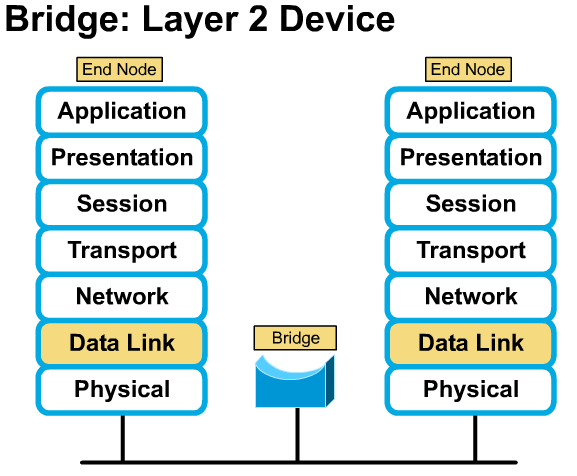 Bridge: Layer 2 Device
End Node
Application
Presentation
Session
Transport
Network
Data Link
Physical
Bridge
End Node
Application
Presentation
Session
Transport
Network
Data Link
Physical